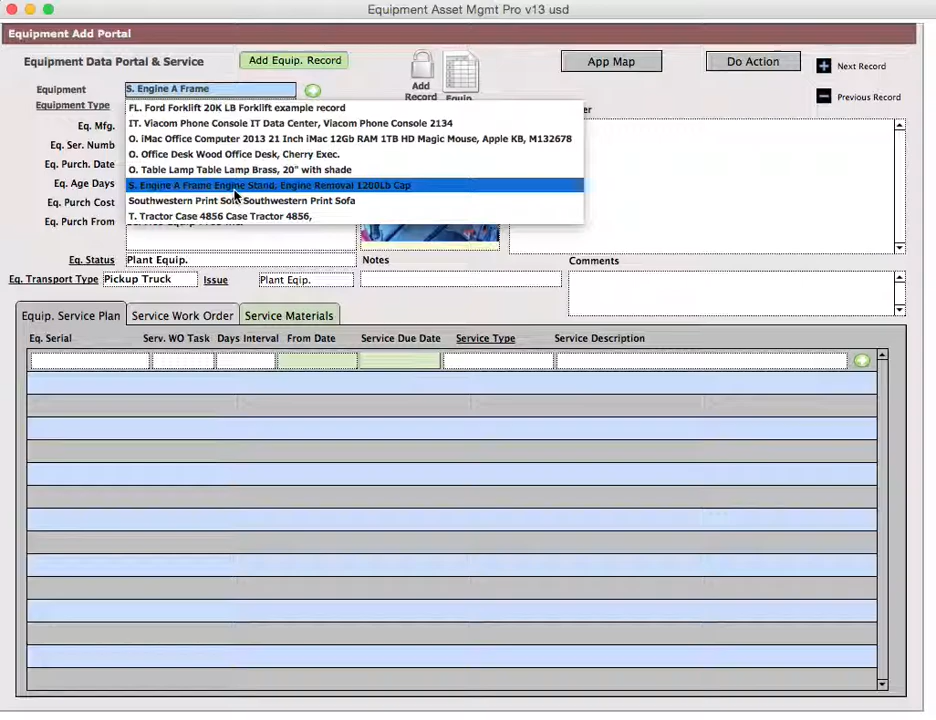 Equipment Asset Mgmt Pro v13 usd
Equipment Add Portal
Equipment Data Portal & Service
Add Equip. Record
Add
Record
Equip.
App Map
Do Action
Next Record
Previous Record
Equipment
S. Engine A Frame
Equipment Type
FL. Ford Forklift 20K LB Forklift example record
IT. Viacom Phone Console IT Data Center, Viacom Phone Console 2134
O. iMac Office Computer 2013 21 Inch iMac 12Gb RAM 1TB HD Magic Mouse, Apple KB, M132678
O. Office Desk Wood Office Desk, Cherry Exec.
O. Table Lamp Table Lamp Brass, 20" with shade
S. Engine A Frame Engine Stand, Engine Removal 1200Lb Cap
Southwestern Print Sofa Southwestern Print Sofa
T. Tractor Case 4856 Case Tractor 4856,
Eq. Mfg.
Eq. Ser. Numb
Eq. Purch. Date
Eq. Age Days
Eq. Purch Cost
Eq. Purch From
Eq. Status
Plant Equip.
Notes
Comments
Eq. Transport Type
Pickup Truck
Issue
Plant Eqip.
Equip. Service Plan
Service Work Order
Service Materials
Eq. Serial
Serv. WO Task
Days Interval
From Date
Service Due Date
Service Type
Service Description